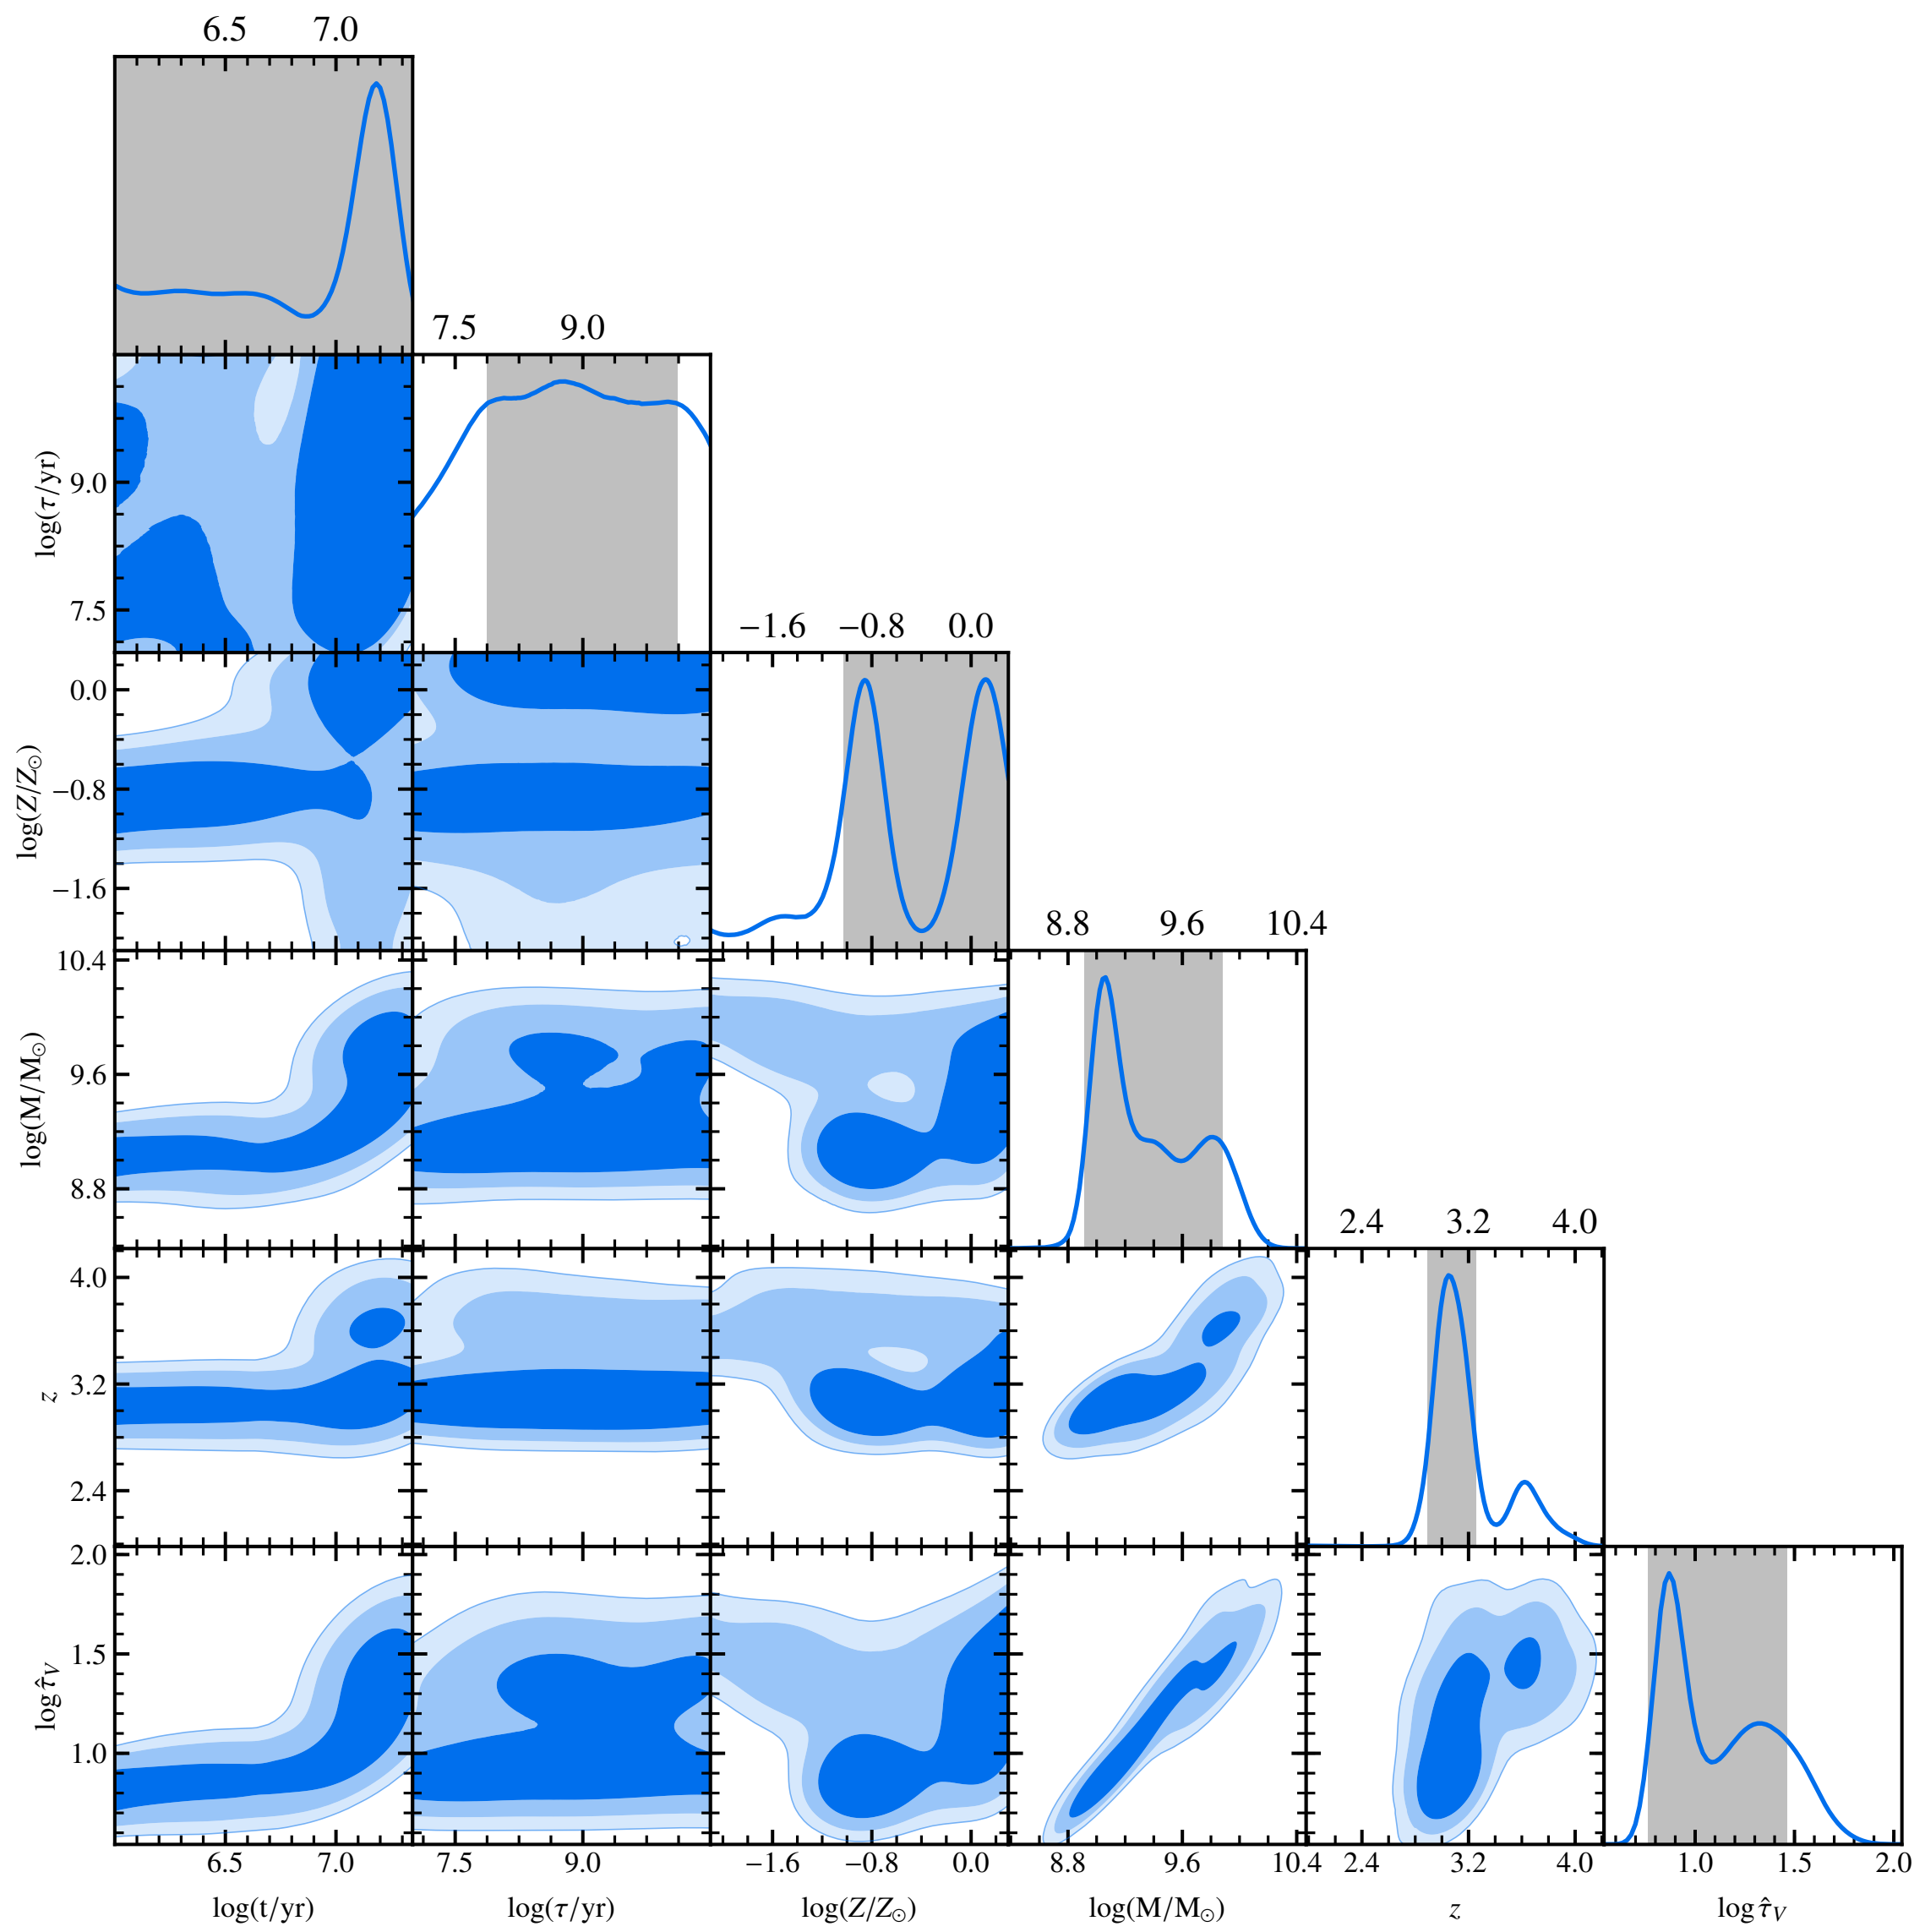 6.5 7.0
7.5 9.0
log(τ/yr)
9.0
7.5
−1.6 −0.8 0.0
log(Z/Z⊙)
0.0
−0.8
−1.6
8.8 9.6 10.4
log(M/M⊙)
10.4
9.6
8.8
2.4 3.2 4.0
z
4.0
3.2
2.4
log τ̂V
2.0
1.5
1.0
6.5 7.0 7.5 9.0 −1.6 −0.8 0.0 8.8 9.6 10.4 2.4 3.2 4.0 1.0 1.5 2.0
log(t/yr) log(τ/yr) log(Z/Z⊙) log(M/M⊙) z log τ̂V